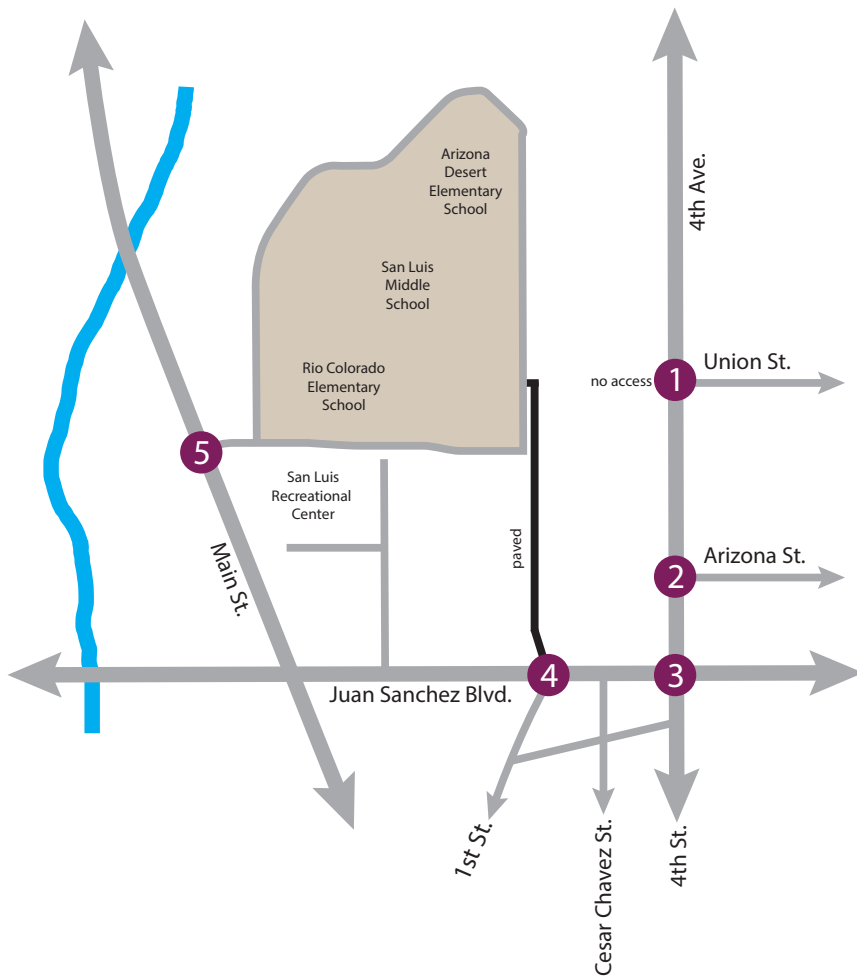 Arizona
Desert
Elementary
School
4th Ave.
San Luis
Middle
School
Union St.
1
no access
Rio Colorado
Elementary
School
5
San Luis
Recreational
Center
paved
Main St.
Arizona St.
2
4
3
Juan Sanchez Blvd.
1st St.
Cesar Chavez St.
4th St.